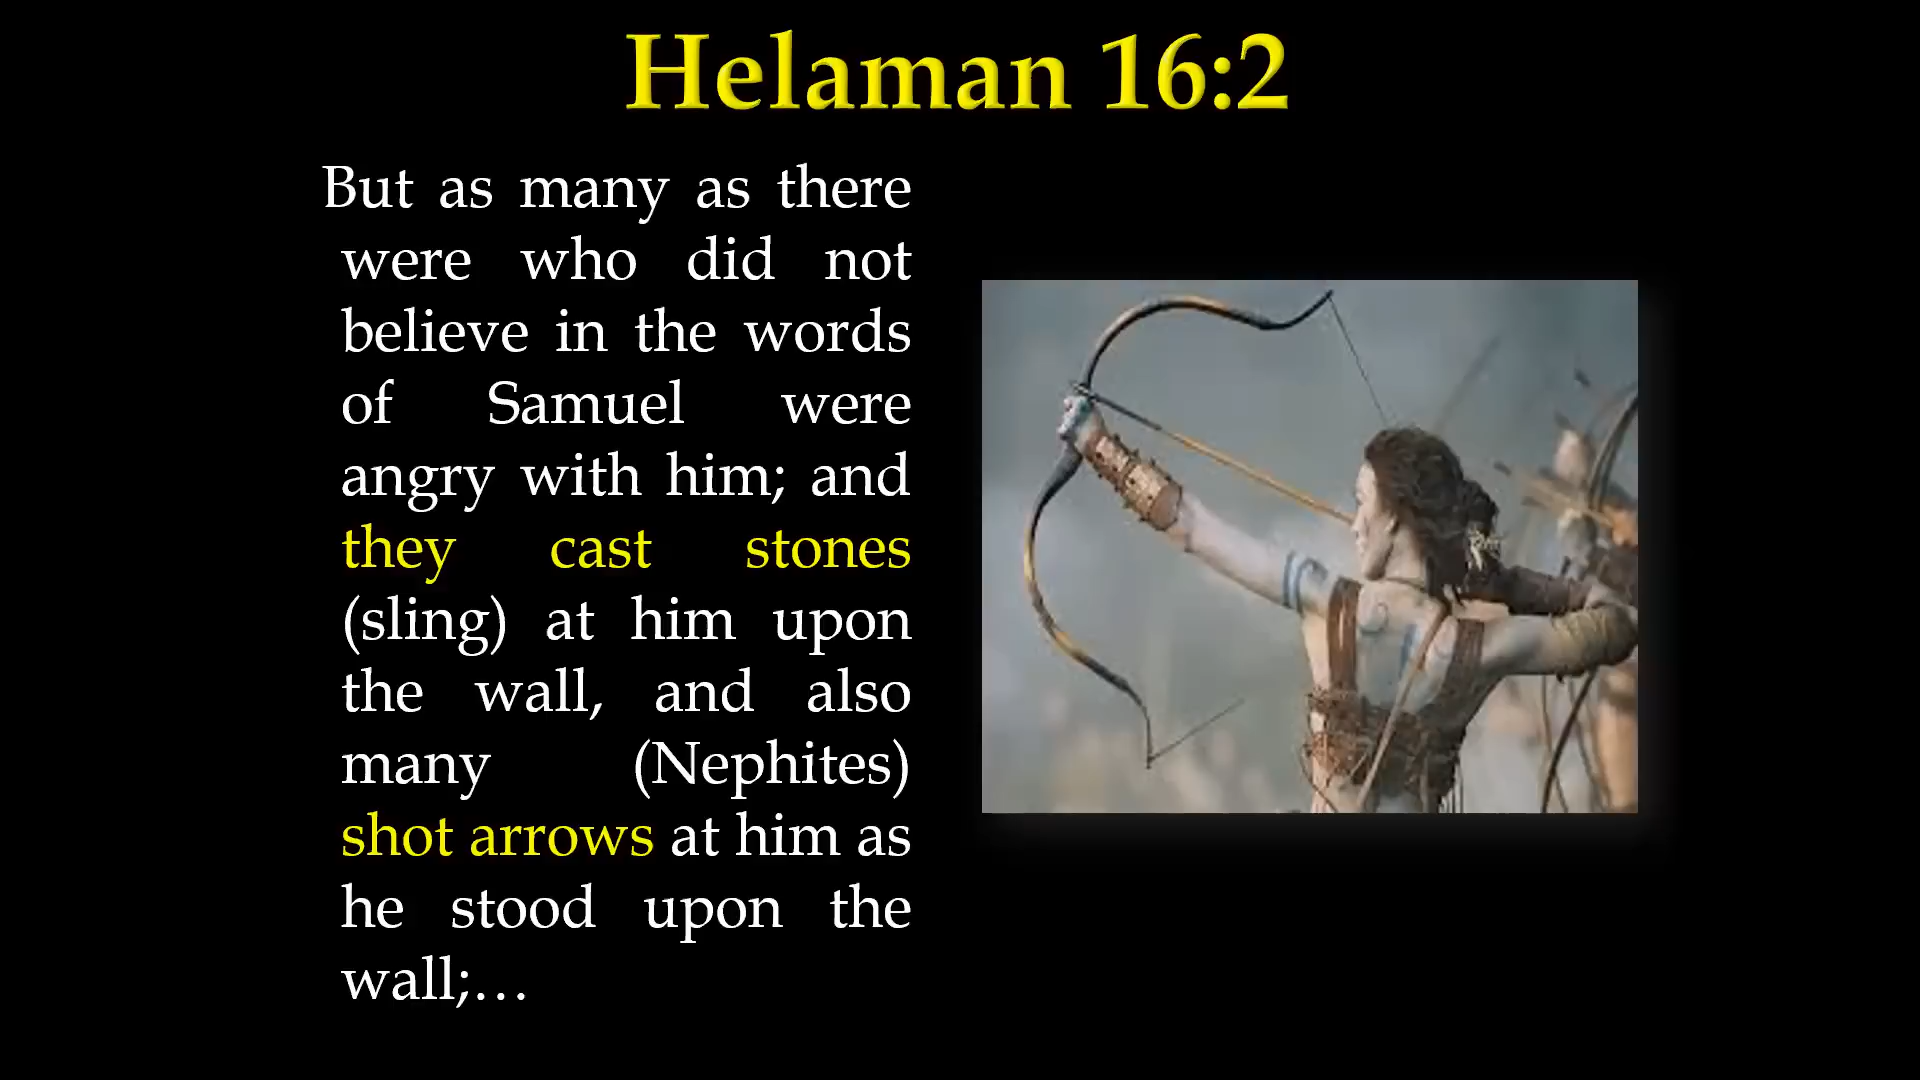 Helaman 16:2
But as many as there
were who did not
believe in the words
of Samuel were
angry with him; and
they cast stones
(sling) at him upon
the wall, and also
many (Nephites)
shot arrows at him as
he stood upon the
wall;…